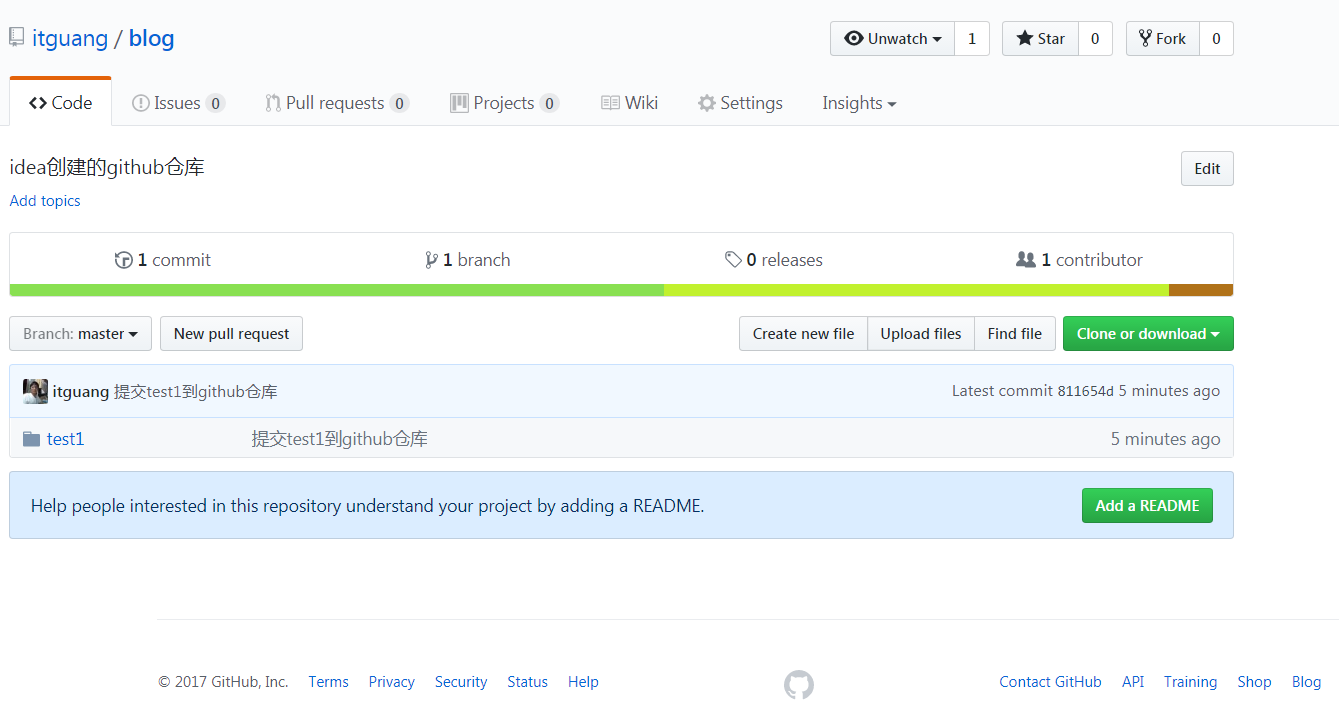 itguang / blog Unwatch 1 Star 0 Fork 0
Code Issues 0 Pull requests 0 Projects 0 Wiki Settings Insights
idea创建的github仓库 Edit
Add topics
1 commit 1 branch 0 releases 1 contributor
Branch: master New pull request Create new file Upload files Find file Clone or download
itguang 提交test1到github仓库 Latest commit 811654d 5 minutes ago
test1 提交test1到github仓库 5 minutes ago
Help people interested in this repository understand your project by adding a README. Add a README
© 2017 GitHub, Inc. Terms Privacy Security Status Help Contact GitHub API Training Shop Blog